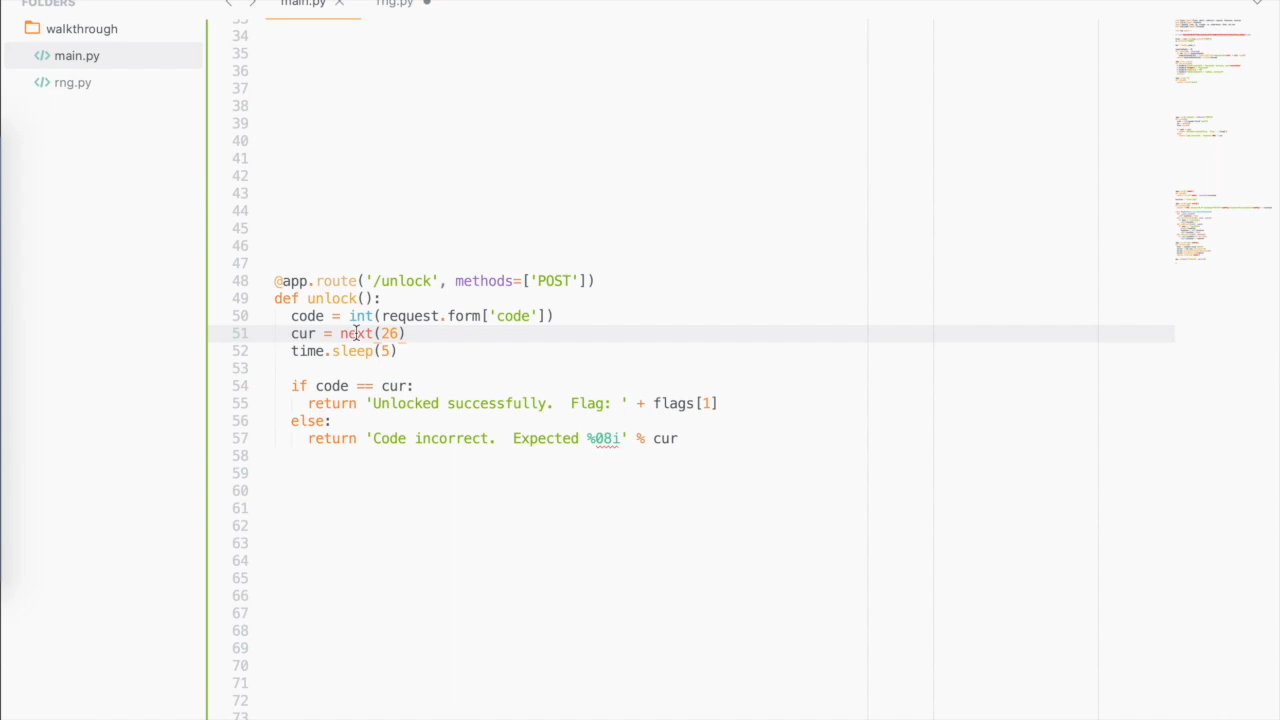 FOLDERS
main.py
rng.py
walkthrough
main.py
rng.py
33
34
35
36
37
38
39
40
41
42
43
44
45
46
47
48 @app.route('/unlock', methods=['POST'])
49 def unlock():
50 code = int(request.form['code'])
51 cur = next(26)
52 time.sleep(5)
53
54 if code == cur:
55 return 'Unlocked successfully.  Flag: ' + flags[1]
56 else:
57 return 'Code incorrect.  Expected %08i' % cur
58
59
60
61
62
63
64
65
66
67
68
69
70
71
72
73